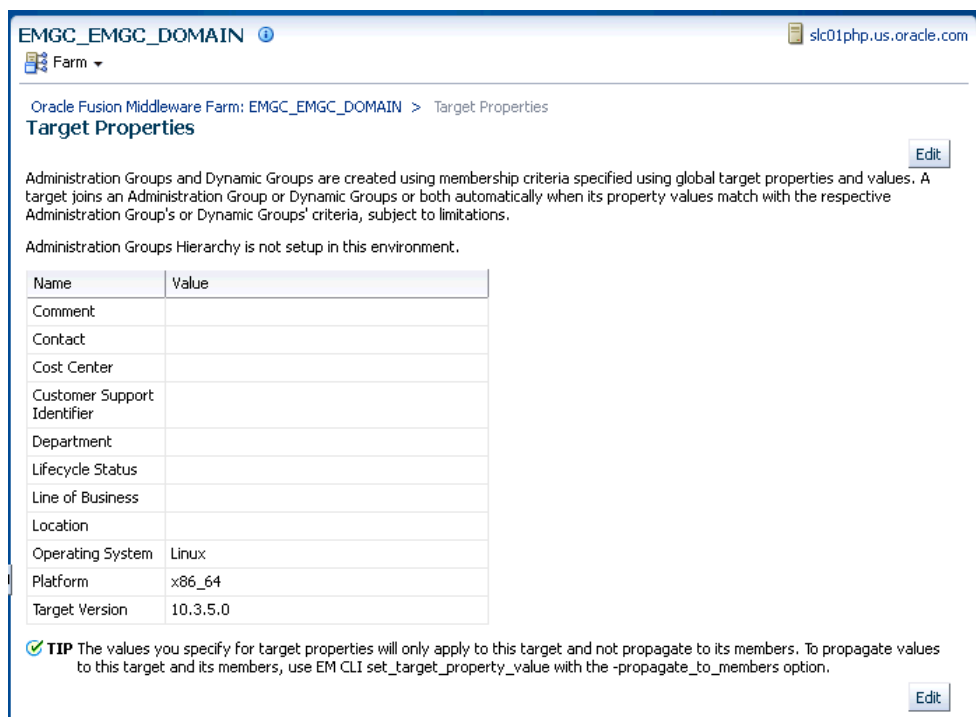 EMGC_EMGC_DOMAIN
slc01php.us.oracle.com
Farm
Oracle Fusion Middleware Farm: EMGC_EMGC_DOMAIN > Target Properties
Target Properties
Edit
Administration Groups and Dynamic Groups are created using membership criteria specified using global target properties and values. A
target joins an Administration Group or Dynamic Groups or both automatically when its property values match with the respective
Administration Group's or Dynamic Groups' criteria, subject to limitations.
Administration Groups Hierarchy is not setup in this environment.
Name Value
Comment
Contact
Cost Center
Customer Support
Identifier
Department
Lifecycle Status
Line of Business
Location
Operating System Linux
Platform x86_64
Target Version 10.3.5.0
TIP The values you specify for target properties will only apply to this target and not propagate to its members. To propagate values
to this target and its members, use EM CLI set_target_property_value with the -propagate_to_members option.
Edit